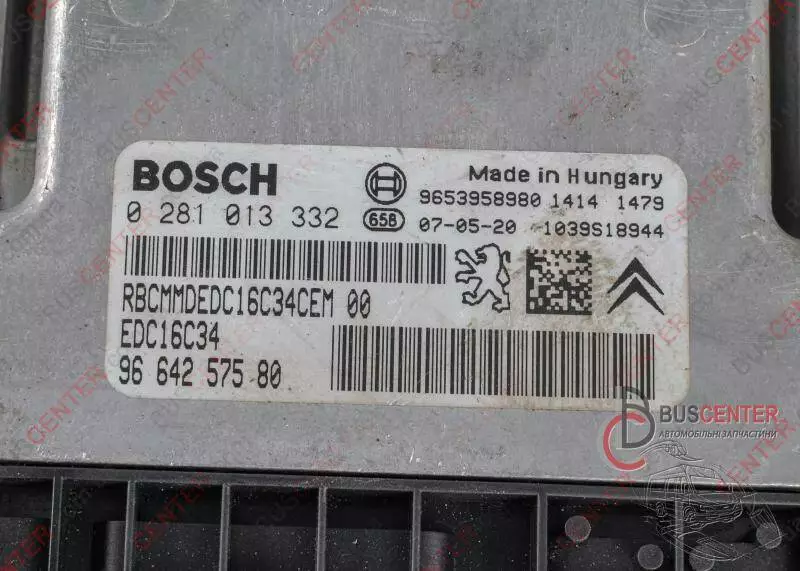 BOSCH
Made in Hungary
9653958980 1414 1479
0 281 013 332
658
07-05-20 1039S18944
RBCMMDEDC16C34CEM 00
EDC16C34
96 642 575 80
BUSCENTER
АВТОМОБІЛЬНІ ЗАПЧАСТИНИ